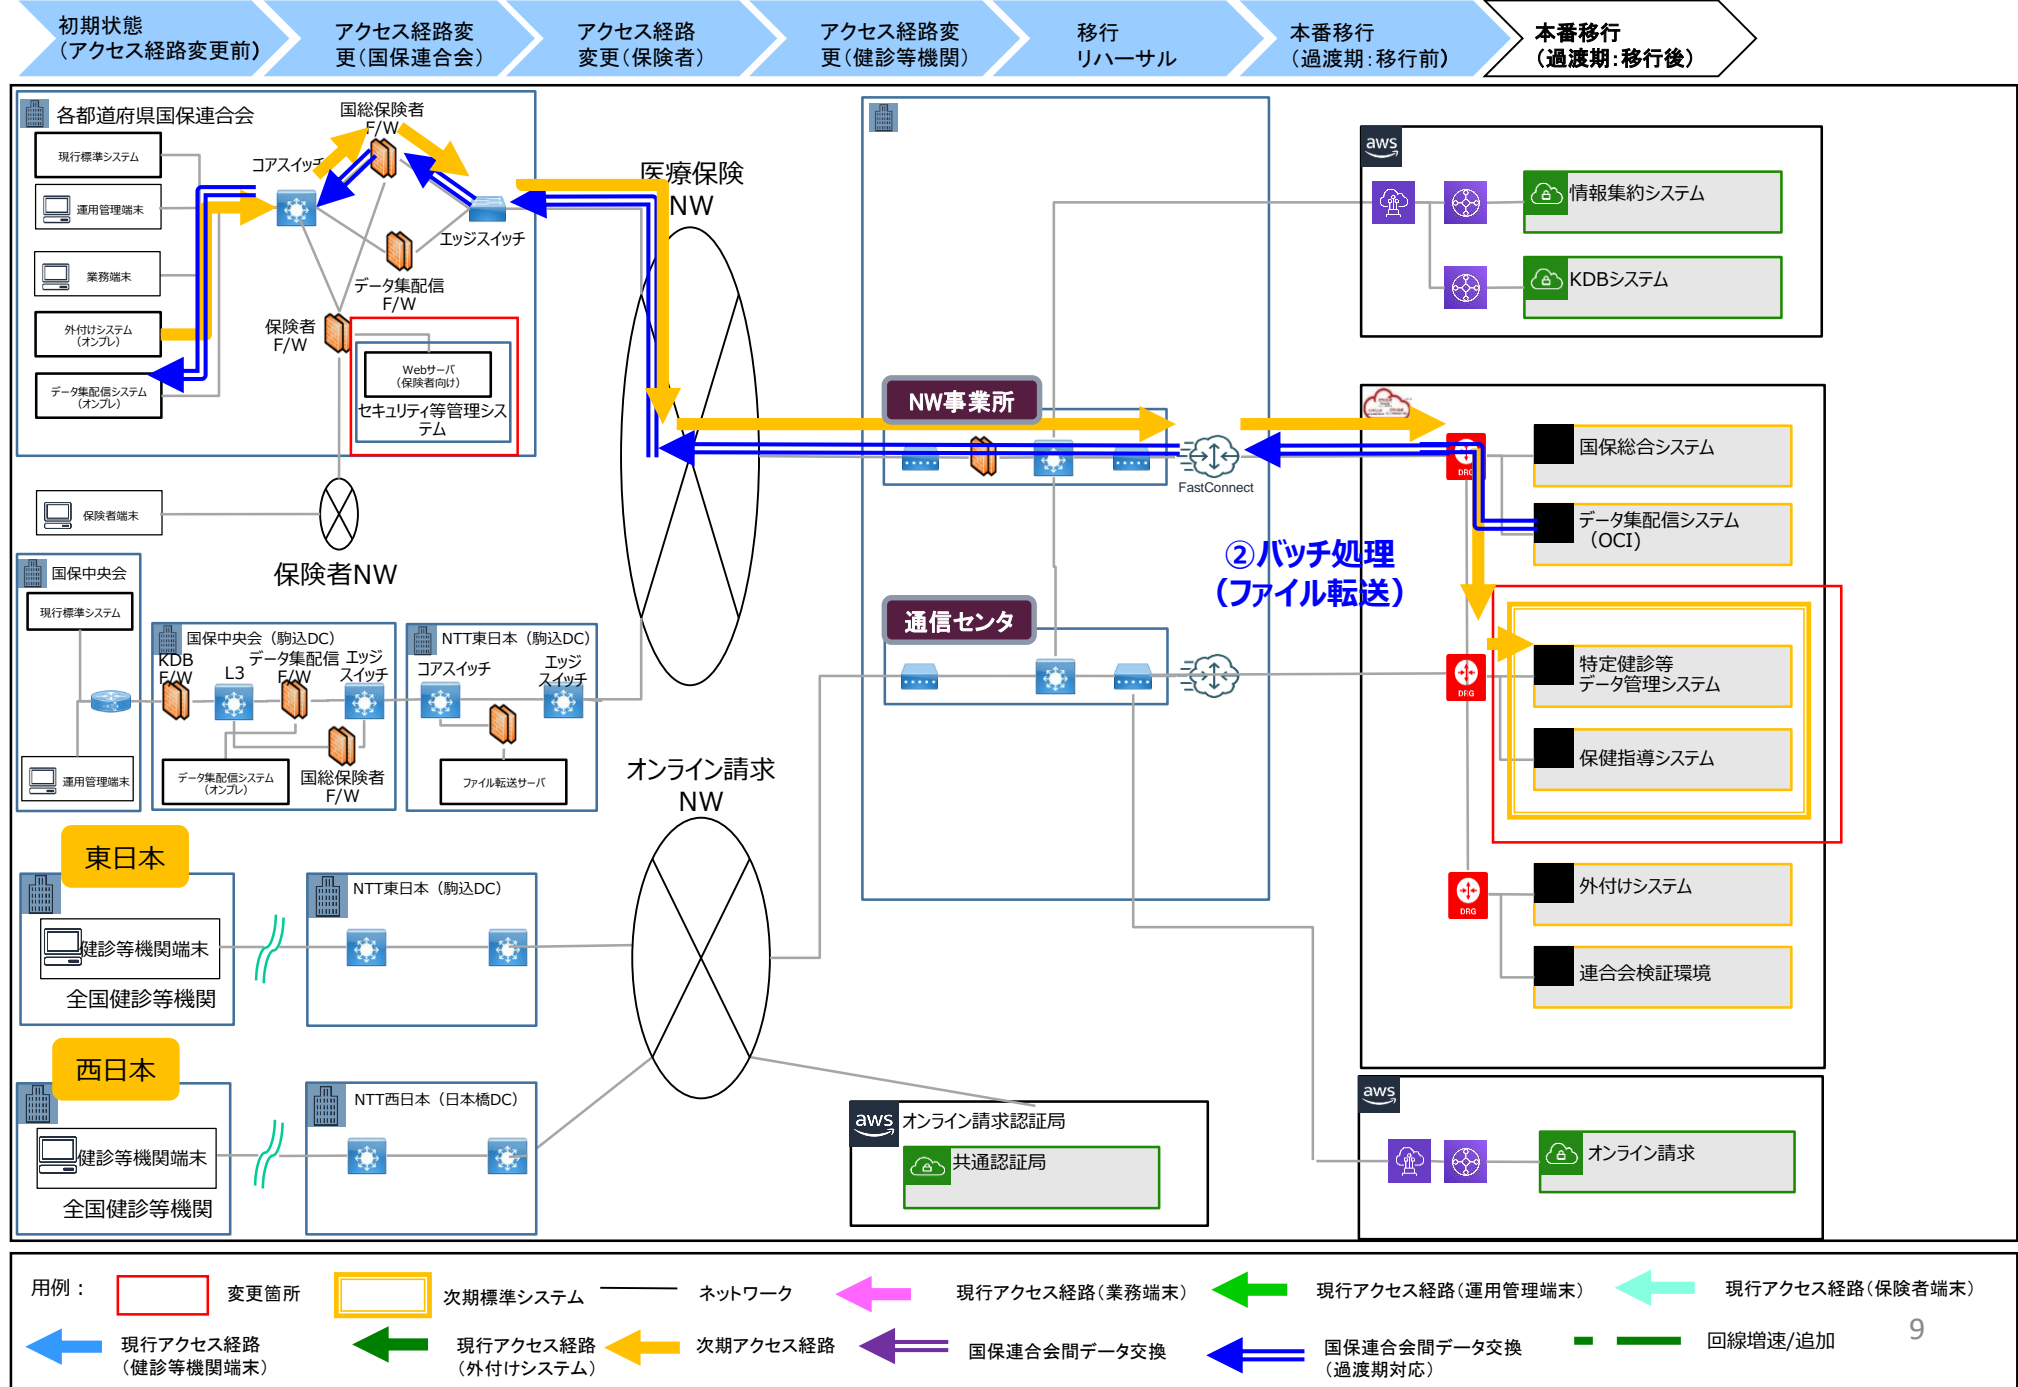 初期状態
（アクセス経路変更前）
アクセス経路変
更（国保連合会）
アクセス経路
変更（保険者）
アクセス経路変
更（健診等機関）
移行
リハーサル
本番移行
（過渡期：移行前）
本番移行
（過渡期：移行後）
各都道府県国保連合会
現行標準システム
運用管理端末
業務端末
外付けシステム
（オンプレ）
データ集配信システム
（オンプレ）
コアスイッチ
国総保険者
F/W
エッジスイッチ
データ集配信
F/W
保険者
F/W
Webサーバ
（保険者向け）
セキュリティ等管理シス
テム
保険者端末
保険者NW
医療保険
NW
国保中央会
現行標準システム
運用管理端末
国保中央会（駒込DC）
KDB
F/W
L3
データ集配信
F/W
エッジ
スイッチ
データ集配信システム
（オンプレ）
国総保険者
F/W
NTT東日本（駒込DC）
コアスイッチ
エッジ
スイッチ
ファイル転送サーバ
オンライン請求
NW
東日本
健診等機関端末
全国健診等機関
NTT東日本（駒込DC）
西日本
健診等機関端末
全国健診等機関
NTT西日本（日本橋DC）
NW事業所
FastConnect
通信センタ
②バッチ処理
（ファイル転送）
aws
情報集約システム
KDBシステム
DRG
国保総合システム
データ集配信システム
（OCI）
DRG
特定健診等
データ管理システム
保健指導システム
DRG
外付けシステム
連合会検証環境
aws
オンライン請求認証局
共通認証局
aws
オンライン請求
用例：
変更箇所
次期標準システム
ネットワーク
現行アクセス経路（業務端末）
現行アクセス経路（運用管理端末）
現行アクセス経路（保険者端末）
現行アクセス経路
（健診等機関端末）
現行アクセス経路
（外付けシステム）
次期アクセス経路
国保連合会間データ交換
国保連合会間データ交換
（過渡期対応）
回線増速/追加
9